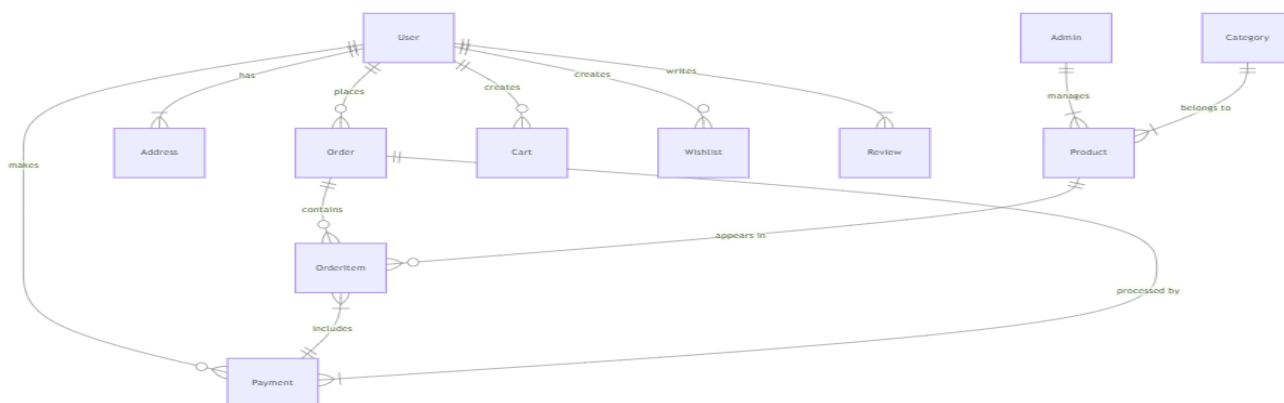 User
Admin
Category
has
places
creates
creates
writes
manages
belongs to
makes
Address
Order
Cart
Wishlist
Review
Product
contains
appears in
OrderItem
processed by
includes
Payment